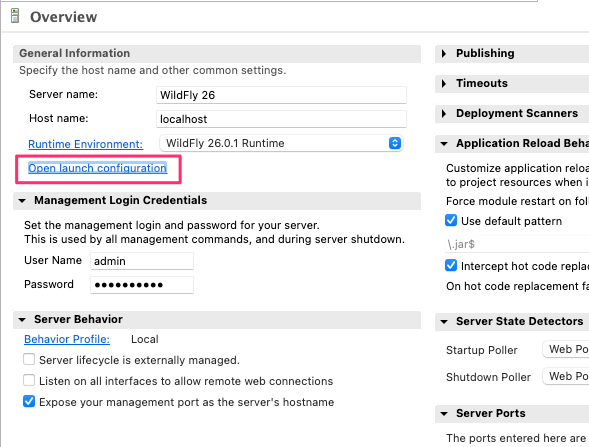 Overview
General Information
Specify the host name and other common settings.
Server name:
WildFly 26
Host name:
localhost
Runtime Environment:
WildFly 26.0.1 Runtime
Open launch configuration
Management Login Credentials
Set the management login and password for your server.
This is used by all management commands, and during server shutdown.
User Name
admin
Password
••••••••••
Server Behavior
Behavior Profile:
Local
Server lifecycle is externally managed.
Listen on all interfaces to allow remote web connections
Expose your management port as the server's hostname
Publishing
Timeouts
Deployment Scanners
Application Reload Beha
Customize application reloa
to project resources when i
Force module restart on foll
Use default pattern
\.jar$
Intercept hot code replac
On hot code replacement fa
Server State Detectors
Startup Poller
Web Po
Shutdown Poller
Web Po
Server Ports
The ports entered here are